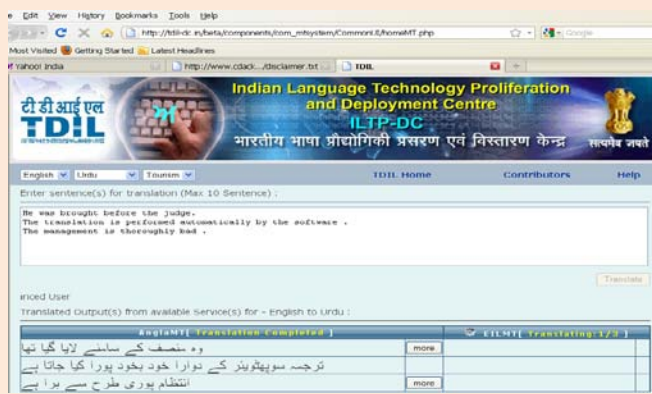 e Edit View History Bookmarks Tools Help
http://tdil-dc.in/beta/components/com_mtsystem/CommonUI/homeMT.php
Google
Most Visited Getting Started Latest Headlines
Yahoo! India http://www.cdack.../disclaimer.txt TDIL
टी डी आई एल
TDIL
Indian Language Technology Proliferation
and Deployment Centre
ILTP-DC
भारतीय भाषा प्रौद्योगिकी प्रसरण एवं विस्तारण केन्द्र
सत्यमेव जयते
English Urdu Tourism TDIL Home Contributors Help
Enter sentence(s) for translation (Max 10 Sentence) :
He was brought before the judge.
The translation is performed automatically by the software .
The management is thoroughly bad .
Translate
nced User
Translated Output(s) from available Service(s) for - English to Urdu :
AnglaMT[ Translation Completed ] EILMT[ Translating:1/3 ]
وہ منصف کے سامنے لایا گیا تھا
more
ترجمہ سوپھٹویئر کے دوارا خود بخود پورا کیا جاتا ہے
انتظام پوری طرح سے برا ہے
more